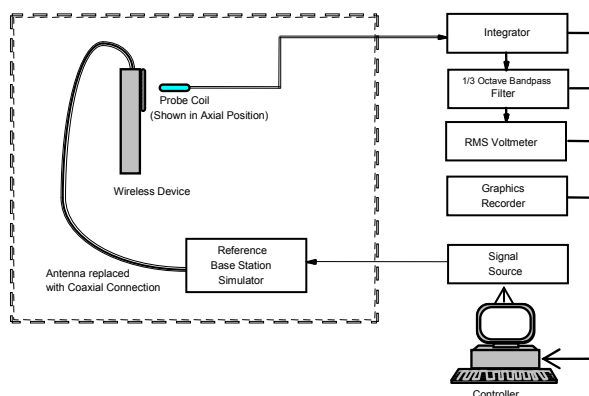 Integrator
1/3 Octave Bandpass
Filter
RMS Voltmeter
Graphics
Recorder
Signal
Source
Controller
Probe Coil
(Shown in Axial Position)
Wireless Device
Antenna replaced
with Coaxial Connection
Reference
Base Station
Simulator